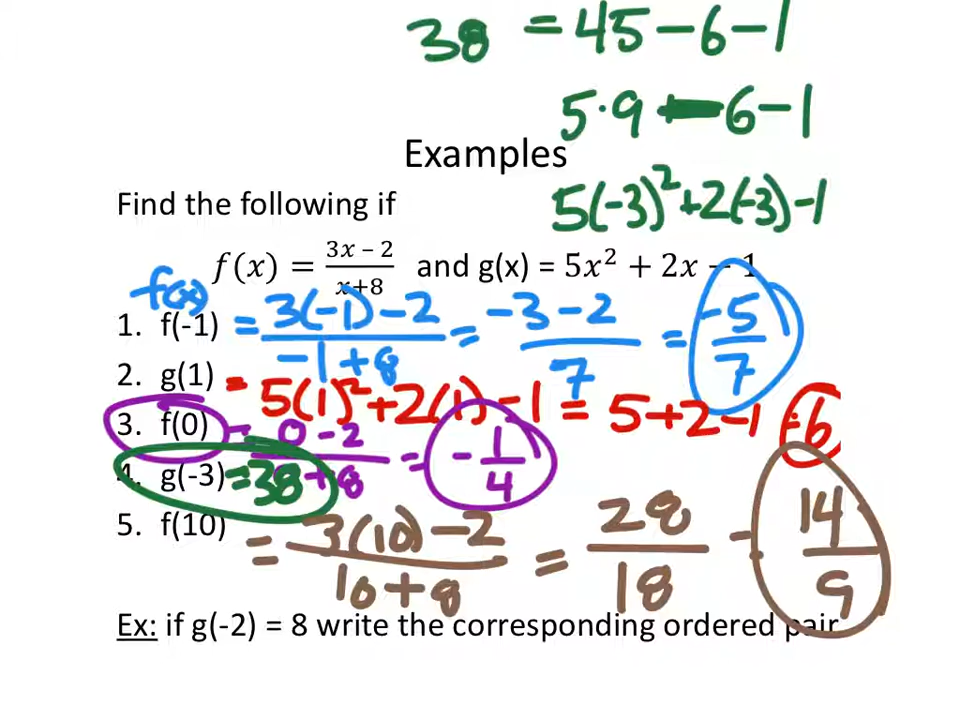 38 = 45 - 6 - 1
5·9 - 6 - 1
Examples
5(-3)² + 2(-3) - 1
Find the following if
f(x) = (3x − 2)/(x+8) and g(x) = 5x² + 2x − 1
f(x)
1. f(-1) = (3(-1) - 2)/(-1 + 8) = (-3 - 2)/7 = -5/7
2. g(1) = 5(1)² + 2(1) - 1 = 5 + 2 - 1 = 6
3. f(0) = (0 - 2)/(0 + 8) = -1/4
4. g(-3) = 38
5. f(10) = (3(10) - 2)/(10 + 8) = 28/18 = 14/9
Ex: if g(-2) = 8 write the corresponding ordered pair